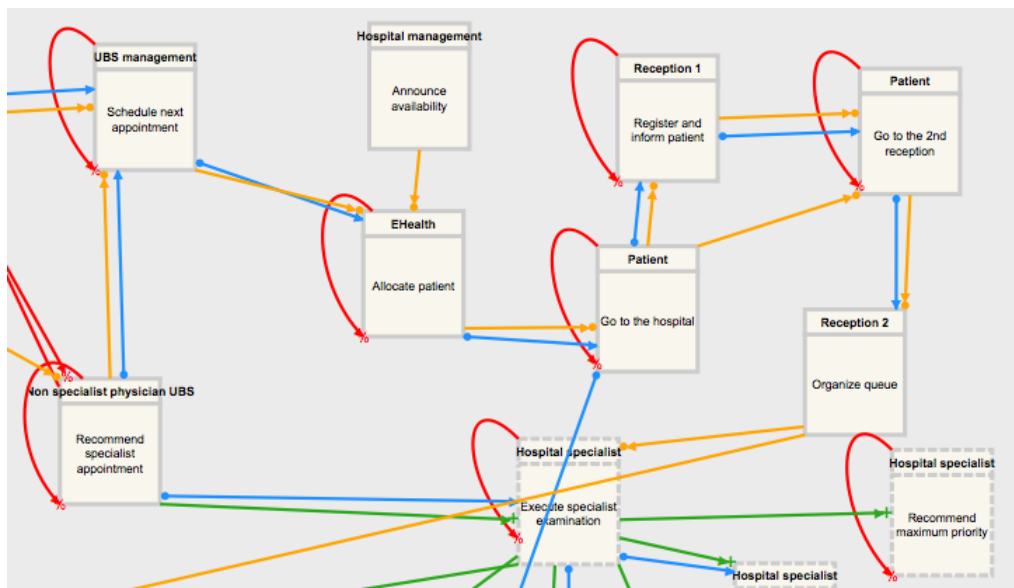 UBS management
Schedule next
appointment
Hospital management
Announce
availability
Reception 1
Register and
inform patient
Patient
Go to the 2nd
reception
EHealth
Allocate patient
Patient
Go to the hospital
Reception 2
Organize queue
Non specialist physician UBS
Recommend
specialist
appointment
Hospital specialist
Execute specialist
examination
Hospital specialist
Recommend
maximum priority
Hospital specialist
%
%
%
%
%
%
%
%
%
%